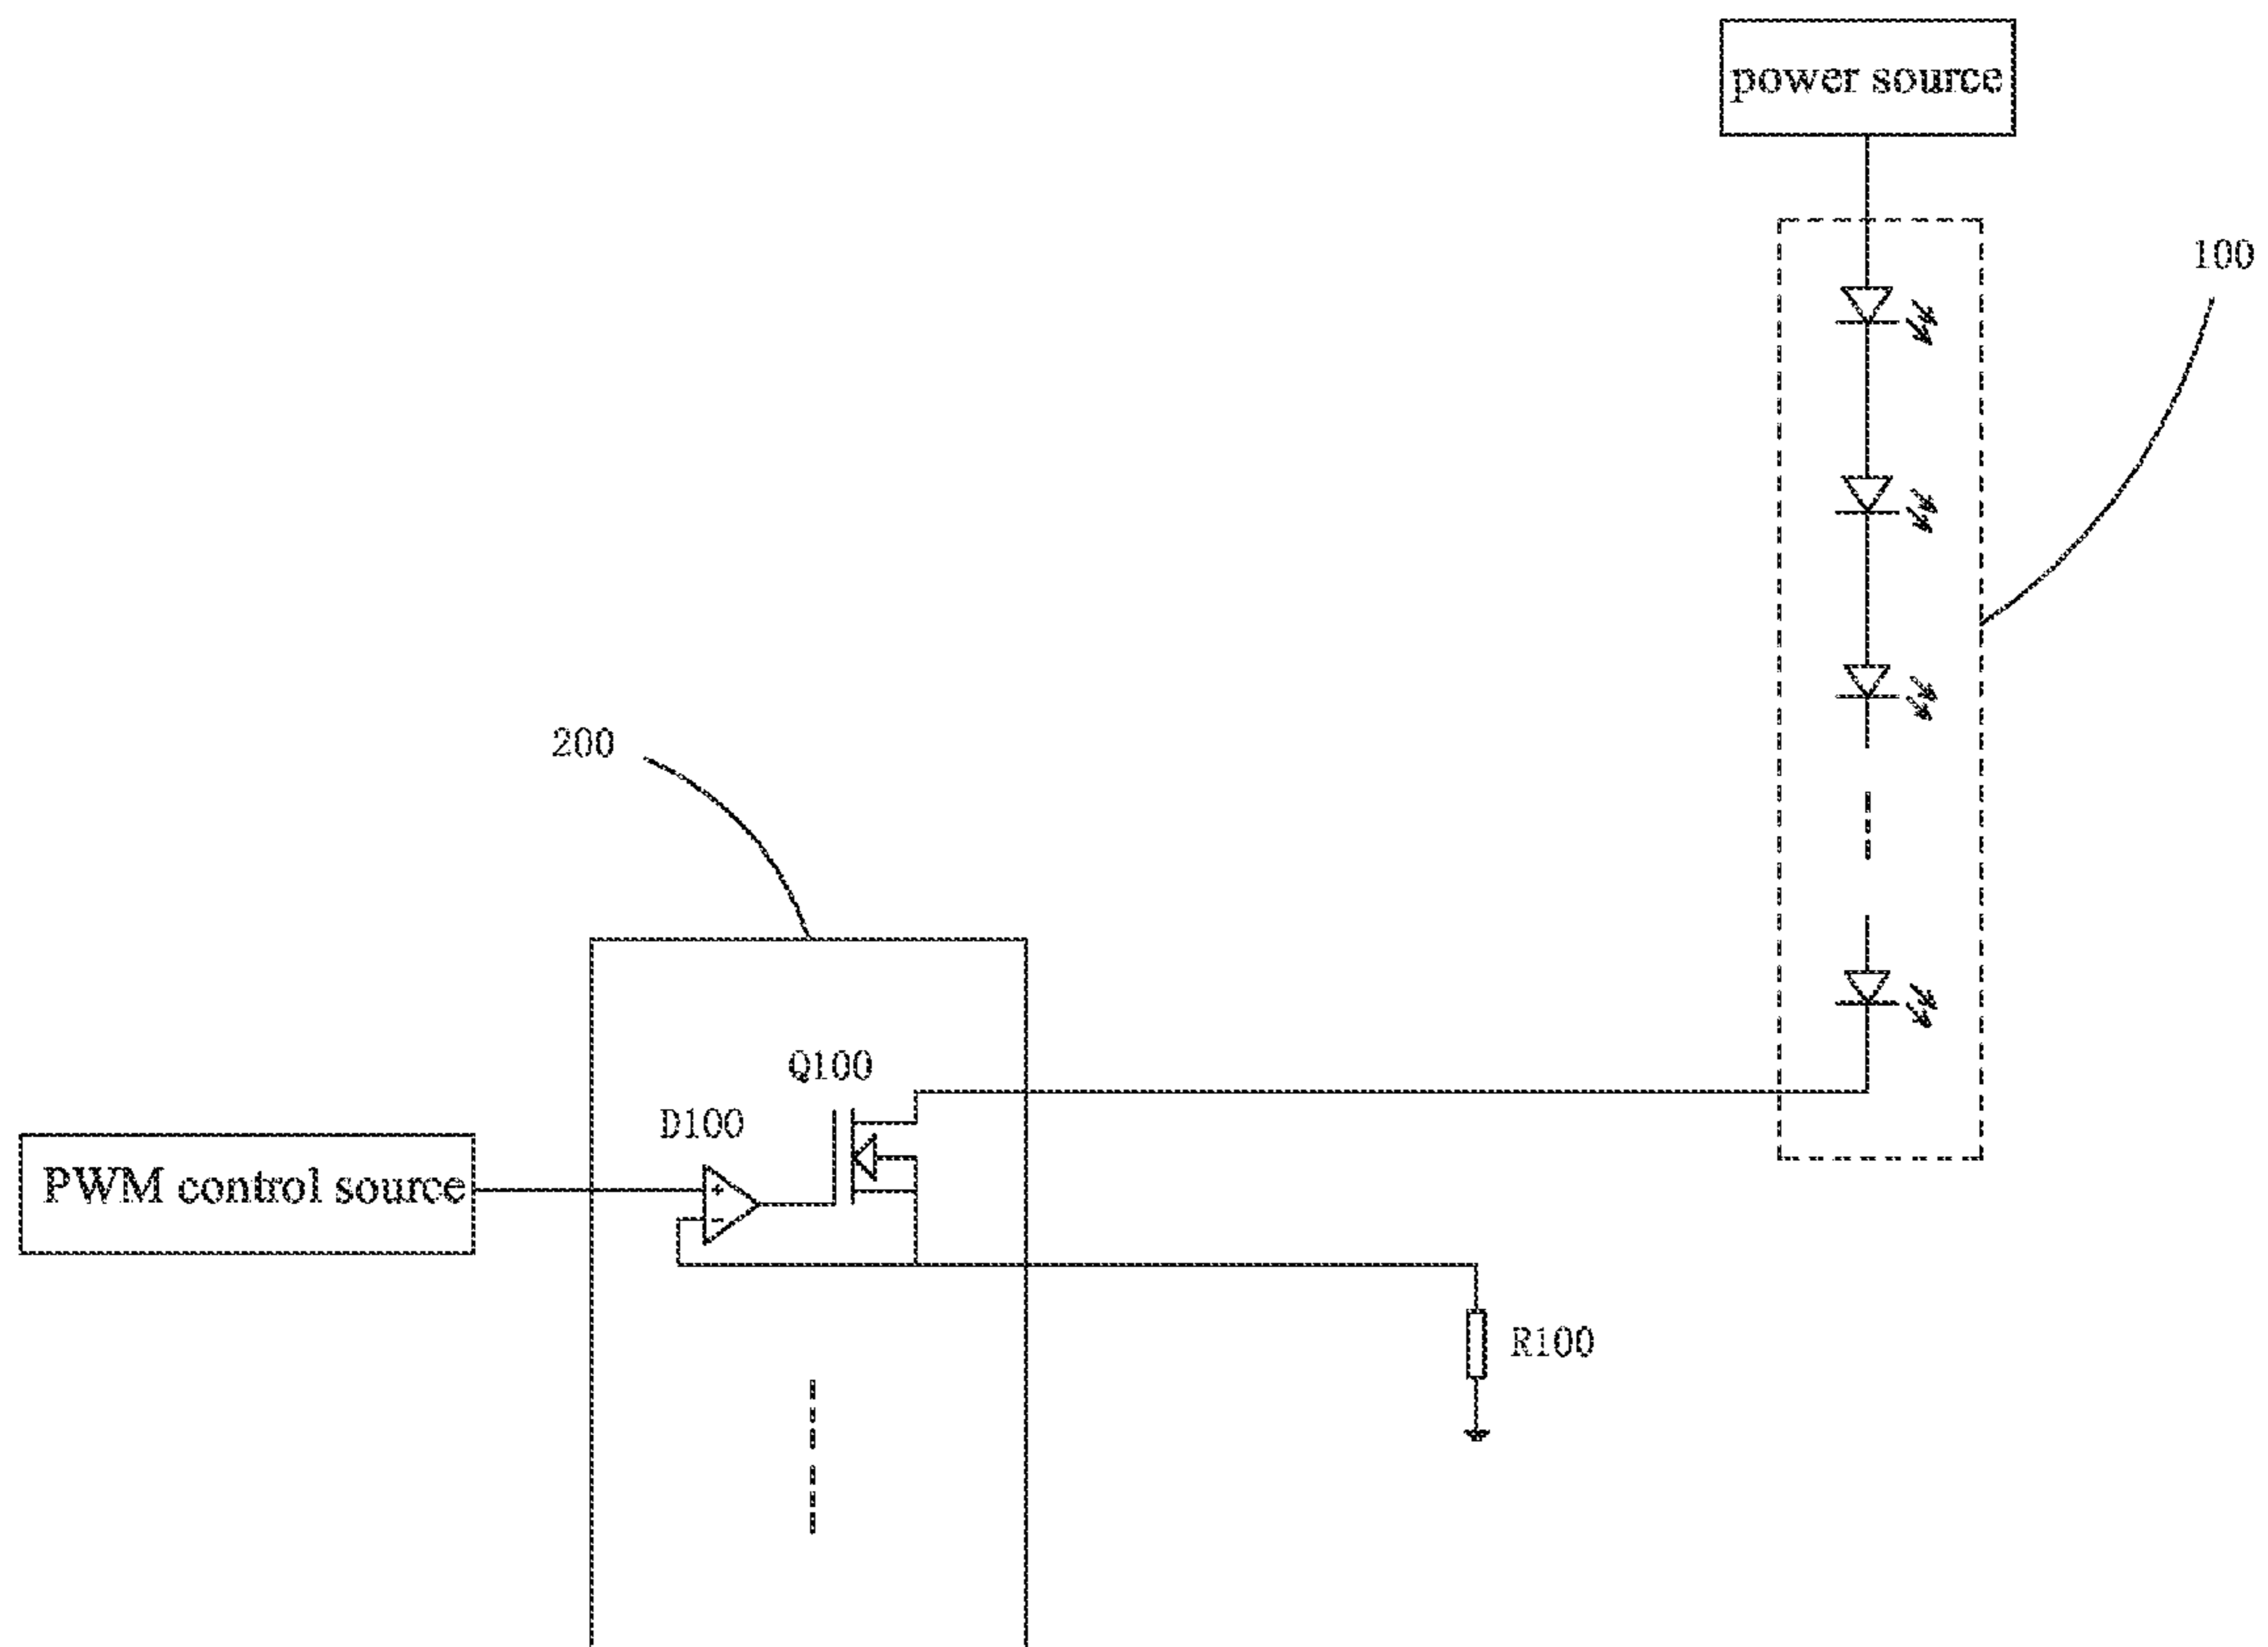 power source
100
200
Q100
D100
PWM control source
+
-
R100